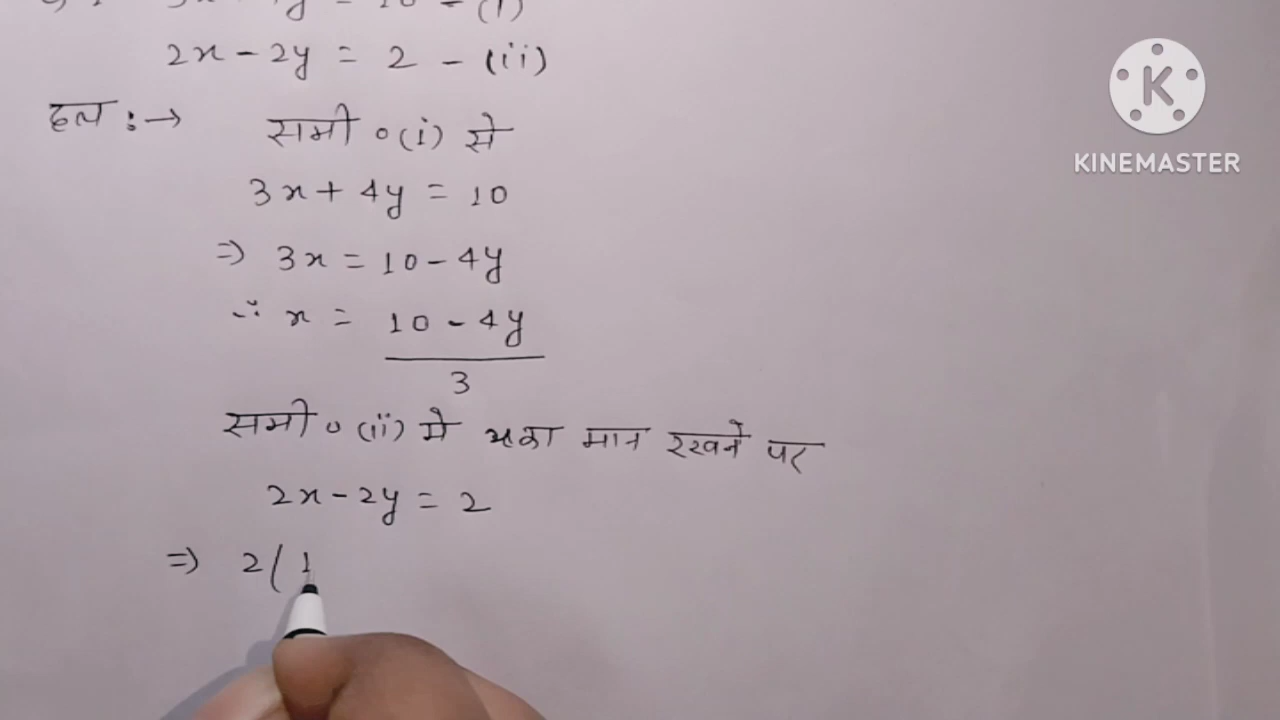 2x - 2y = 2 - (ii)
हल :→ समी०(i) से
3x + 4y = 10
⇒ 3x = 10 - 4y
∴ x = 10 - 4y
3
समी०(ii) मे x का मान रखने पर
2x - 2y = 2
⇒ 2(1
K
KINEMASTER